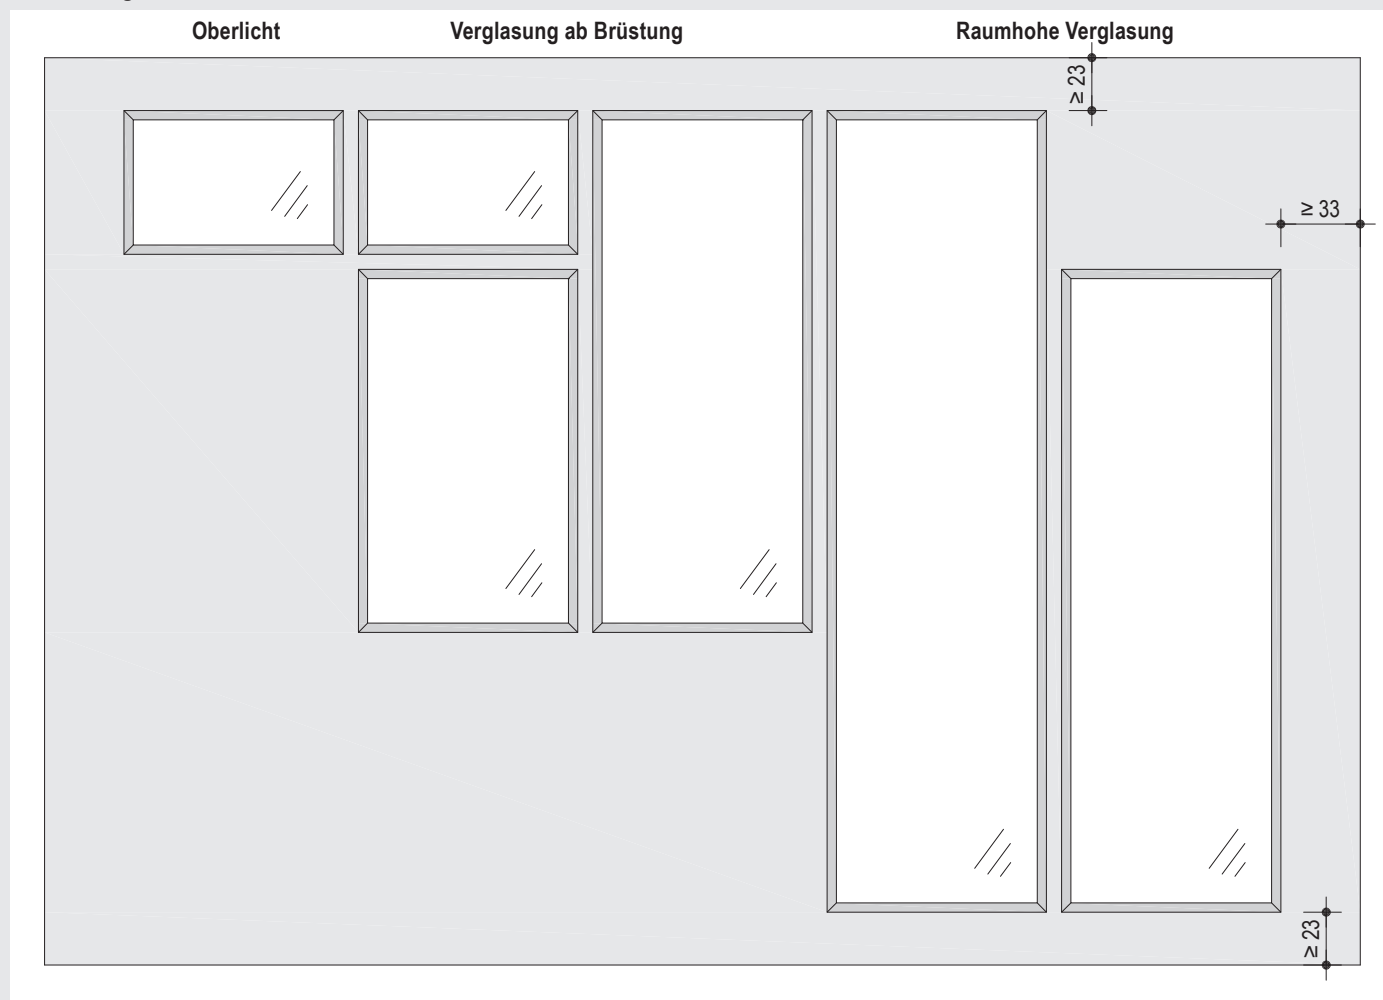 Oberlicht
Verglasung ab Brüstung
Raumhohe Verglasung
≥ 23
≥ 33
≥ 23